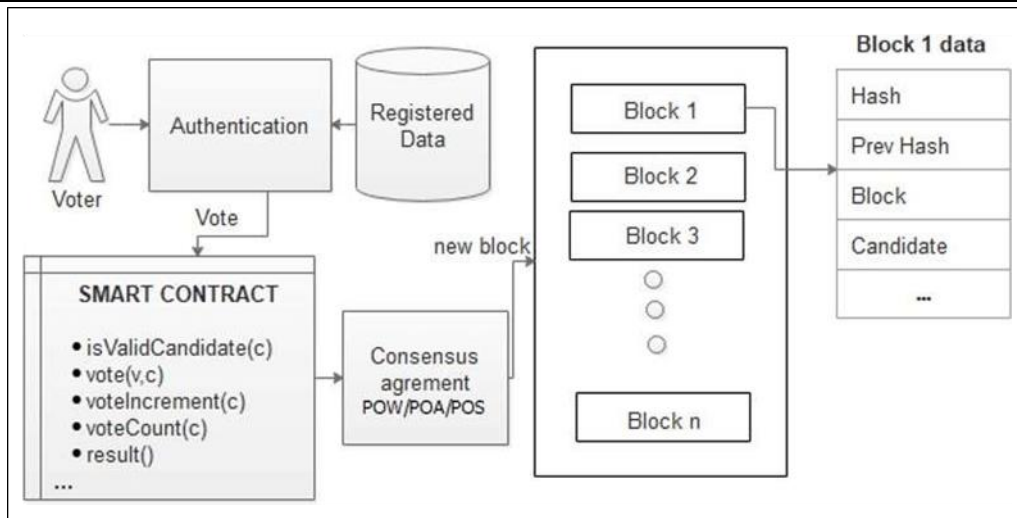 Voter
Authentication
Registered
Data
Vote
SMART CONTRACT
• isValidCandidate(c)
• vote(v,c)
• voteIncrement(c)
• voteCount(c)
• result()
...
Consensus
agrement
POW/POA/POS
new block
Block 1
Block 2
Block 3
Block n
Block 1 data
Hash
Prev Hash
Block
Candidate
...